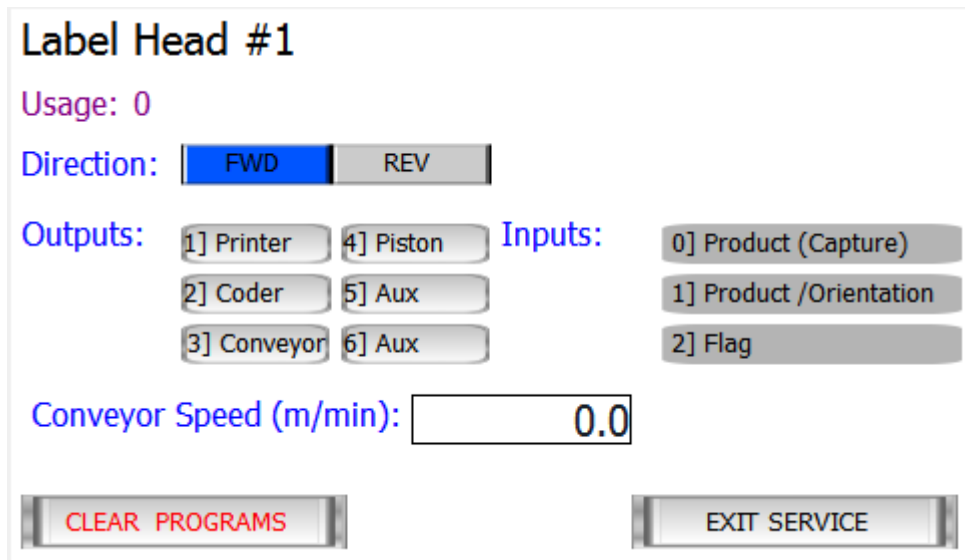 Label Head #1
Usage: 0
Direction: FWD REV
Outputs: 1] Printer 4] Piston Inputs: 0] Product (Capture)
2] Coder 5] Aux 1] Product /Orientation
3] Conveyor 6] Aux 2] Flag
Conveyor Speed (m/min): 0.0
CLEAR PROGRAMS EXIT SERVICE